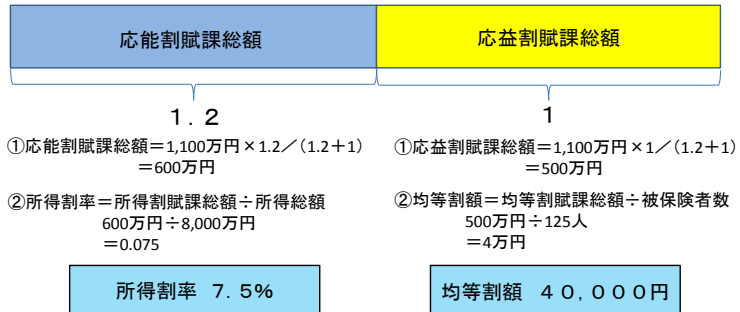 応能割賦課総額
応益割賦課総額
1.2
1
①応能割賦課総額＝1,100万円×1.2／(1.2＋1)
＝600万円
①応益割賦課総額＝1,100万円×1／(1.2＋1)
＝500万円
②所得割率＝所得割賦課総額÷所得総額
600万円÷8,000万円
＝0.075
②均等割額＝均等割賦課総額÷被保険者数
500万円÷125人
＝4万円
所得割率 7.5%
均等割額 40,000円